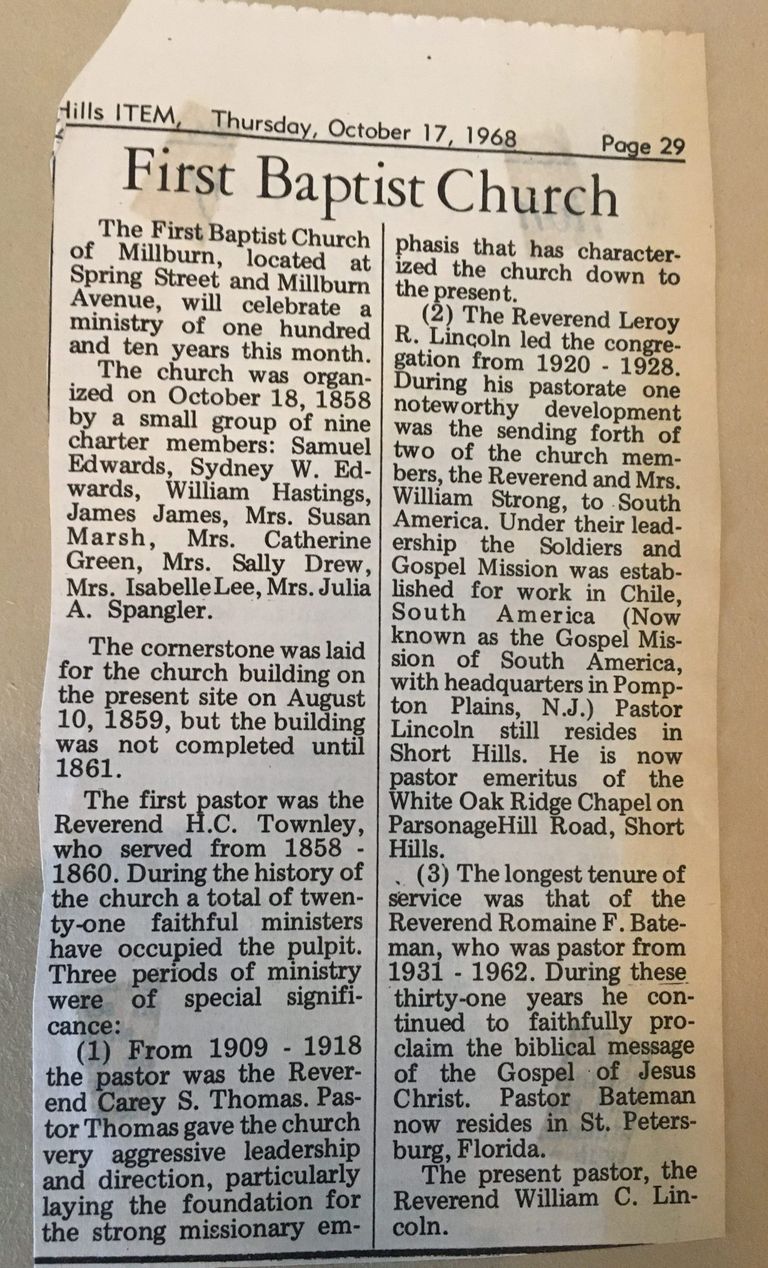 Hills ITEM, Thursday, October 17, 1968 Page 29
First Baptist Church
The First Baptist Church
of Millburn, located at
Spring Street and Millburn
Avenue, will celebrate a
ministry of one hundred
and ten years this month.
The church was organ-
ized on October 18, 1858
by a small group of nine
charter members: Samuel
Edwards, Sydney W. Ed-
wards, William Hastings,
James James, Mrs. Susan
Marsh, Mrs. Catherine
Green, Mrs. Sally Drew,
Mrs. Isabelle Lee, Mrs. Julia
A. Spangler.
The cornerstone was laid
for the church building on
the present site on August
10, 1859, but the building
was not completed until
1861.
The first pastor was the
Reverend H.C. Townley,
who served from 1858 -
1860. During the history of
the church a total of twen-
ty-one faithful ministers
have occupied the pulpit.
Three periods of ministry
were of special signifi-
cance:
(1) From 1909 - 1918
the pastor was the Rever-
end Carey S. Thomas. Pas-
tor Thomas gave the church
very aggressive leadership
and direction, particularly
laying the foundation for
the strong missionary em-
phasis that has character-
ized the church down to
the present.
(2) The Reverend Leroy
R. Lincoln led the congre-
gation from 1920 - 1928.
During his pastorate one
noteworthy development
was the sending forth of
two of the church mem-
bers, the Reverend and Mrs.
William Strong, to South
America. Under their lead-
ership the Soldiers and
Gospel Mission was estab-
lished for work in Chile,
South America (Now
known as the Gospel Mis-
sion of South America,
with headquarters in Pomp-
ton Plains, N.J.) Pastor
Lincoln still resides in
Short Hills. He is now
pastor emeritus of the
White Oak Ridge Chapel on
Parsonage Hill Road, Short
Hills.
(3) The longest tenure of
service was that of the
Reverend Romaine F. Bate-
man, who was pastor from
1931 - 1962. During these
thirty-one years he con-
tinued to faithfully pro-
claim the biblical message
of the Gospel of Jesus
Christ. Pastor Bateman
now resides in St. Peters-
burg, Florida.
The present pastor, the
Reverend William C. Lin-
coln.